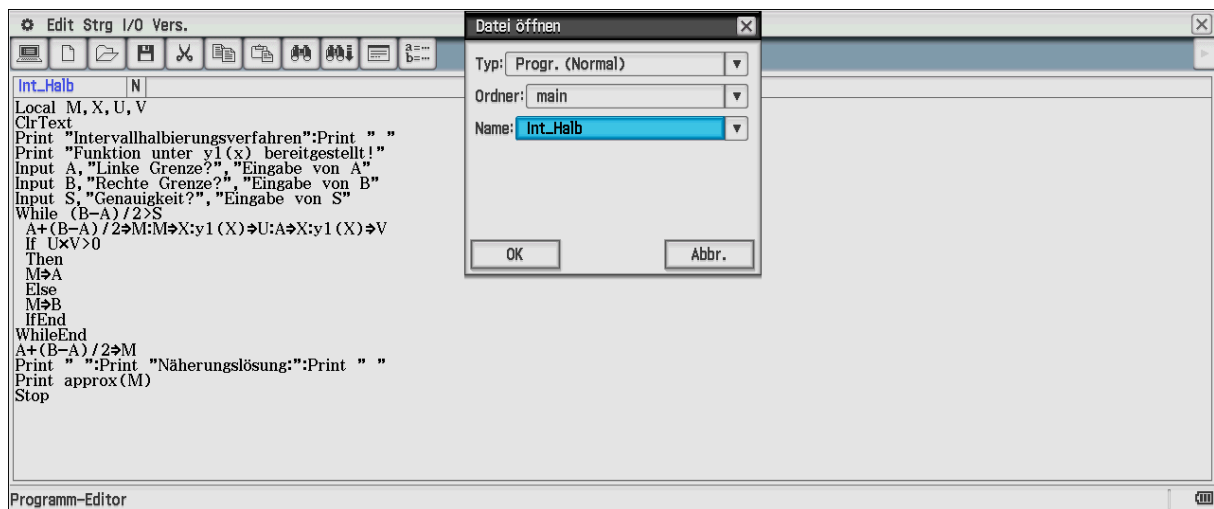 Edit Strg I/O Vers.
Int_Halb N
Local M,X,U,V
ClrText
Print "Intervallhalbierungsverfahren":Print " "
Print "Funktion unter y1(x) bereitgestellt!"
Input A,"Linke Grenze?","Eingabe von A"
Input B,"Rechte Grenze?","Eingabe von B"
Input S,"Genauigkeit?","Eingabe von S"
While (B−A)/2>S
A+(B−A)/2⇒M:M⇒X:y1(X)⇒U:A⇒X:y1(X)⇒V
If U×V>0
Then
M⇒A
Else
M⇒B
IfEnd
WhileEnd
A+(B−A)/2⇒M
Print " ":Print "Näherungslösung:":Print " "
Print approx(M)
Stop
Programm-Editor
Datei öffnen
Typ: Progr. (Normal)
Ordner: main
Name: Int_Halb
OK Abbr.
a=
b=